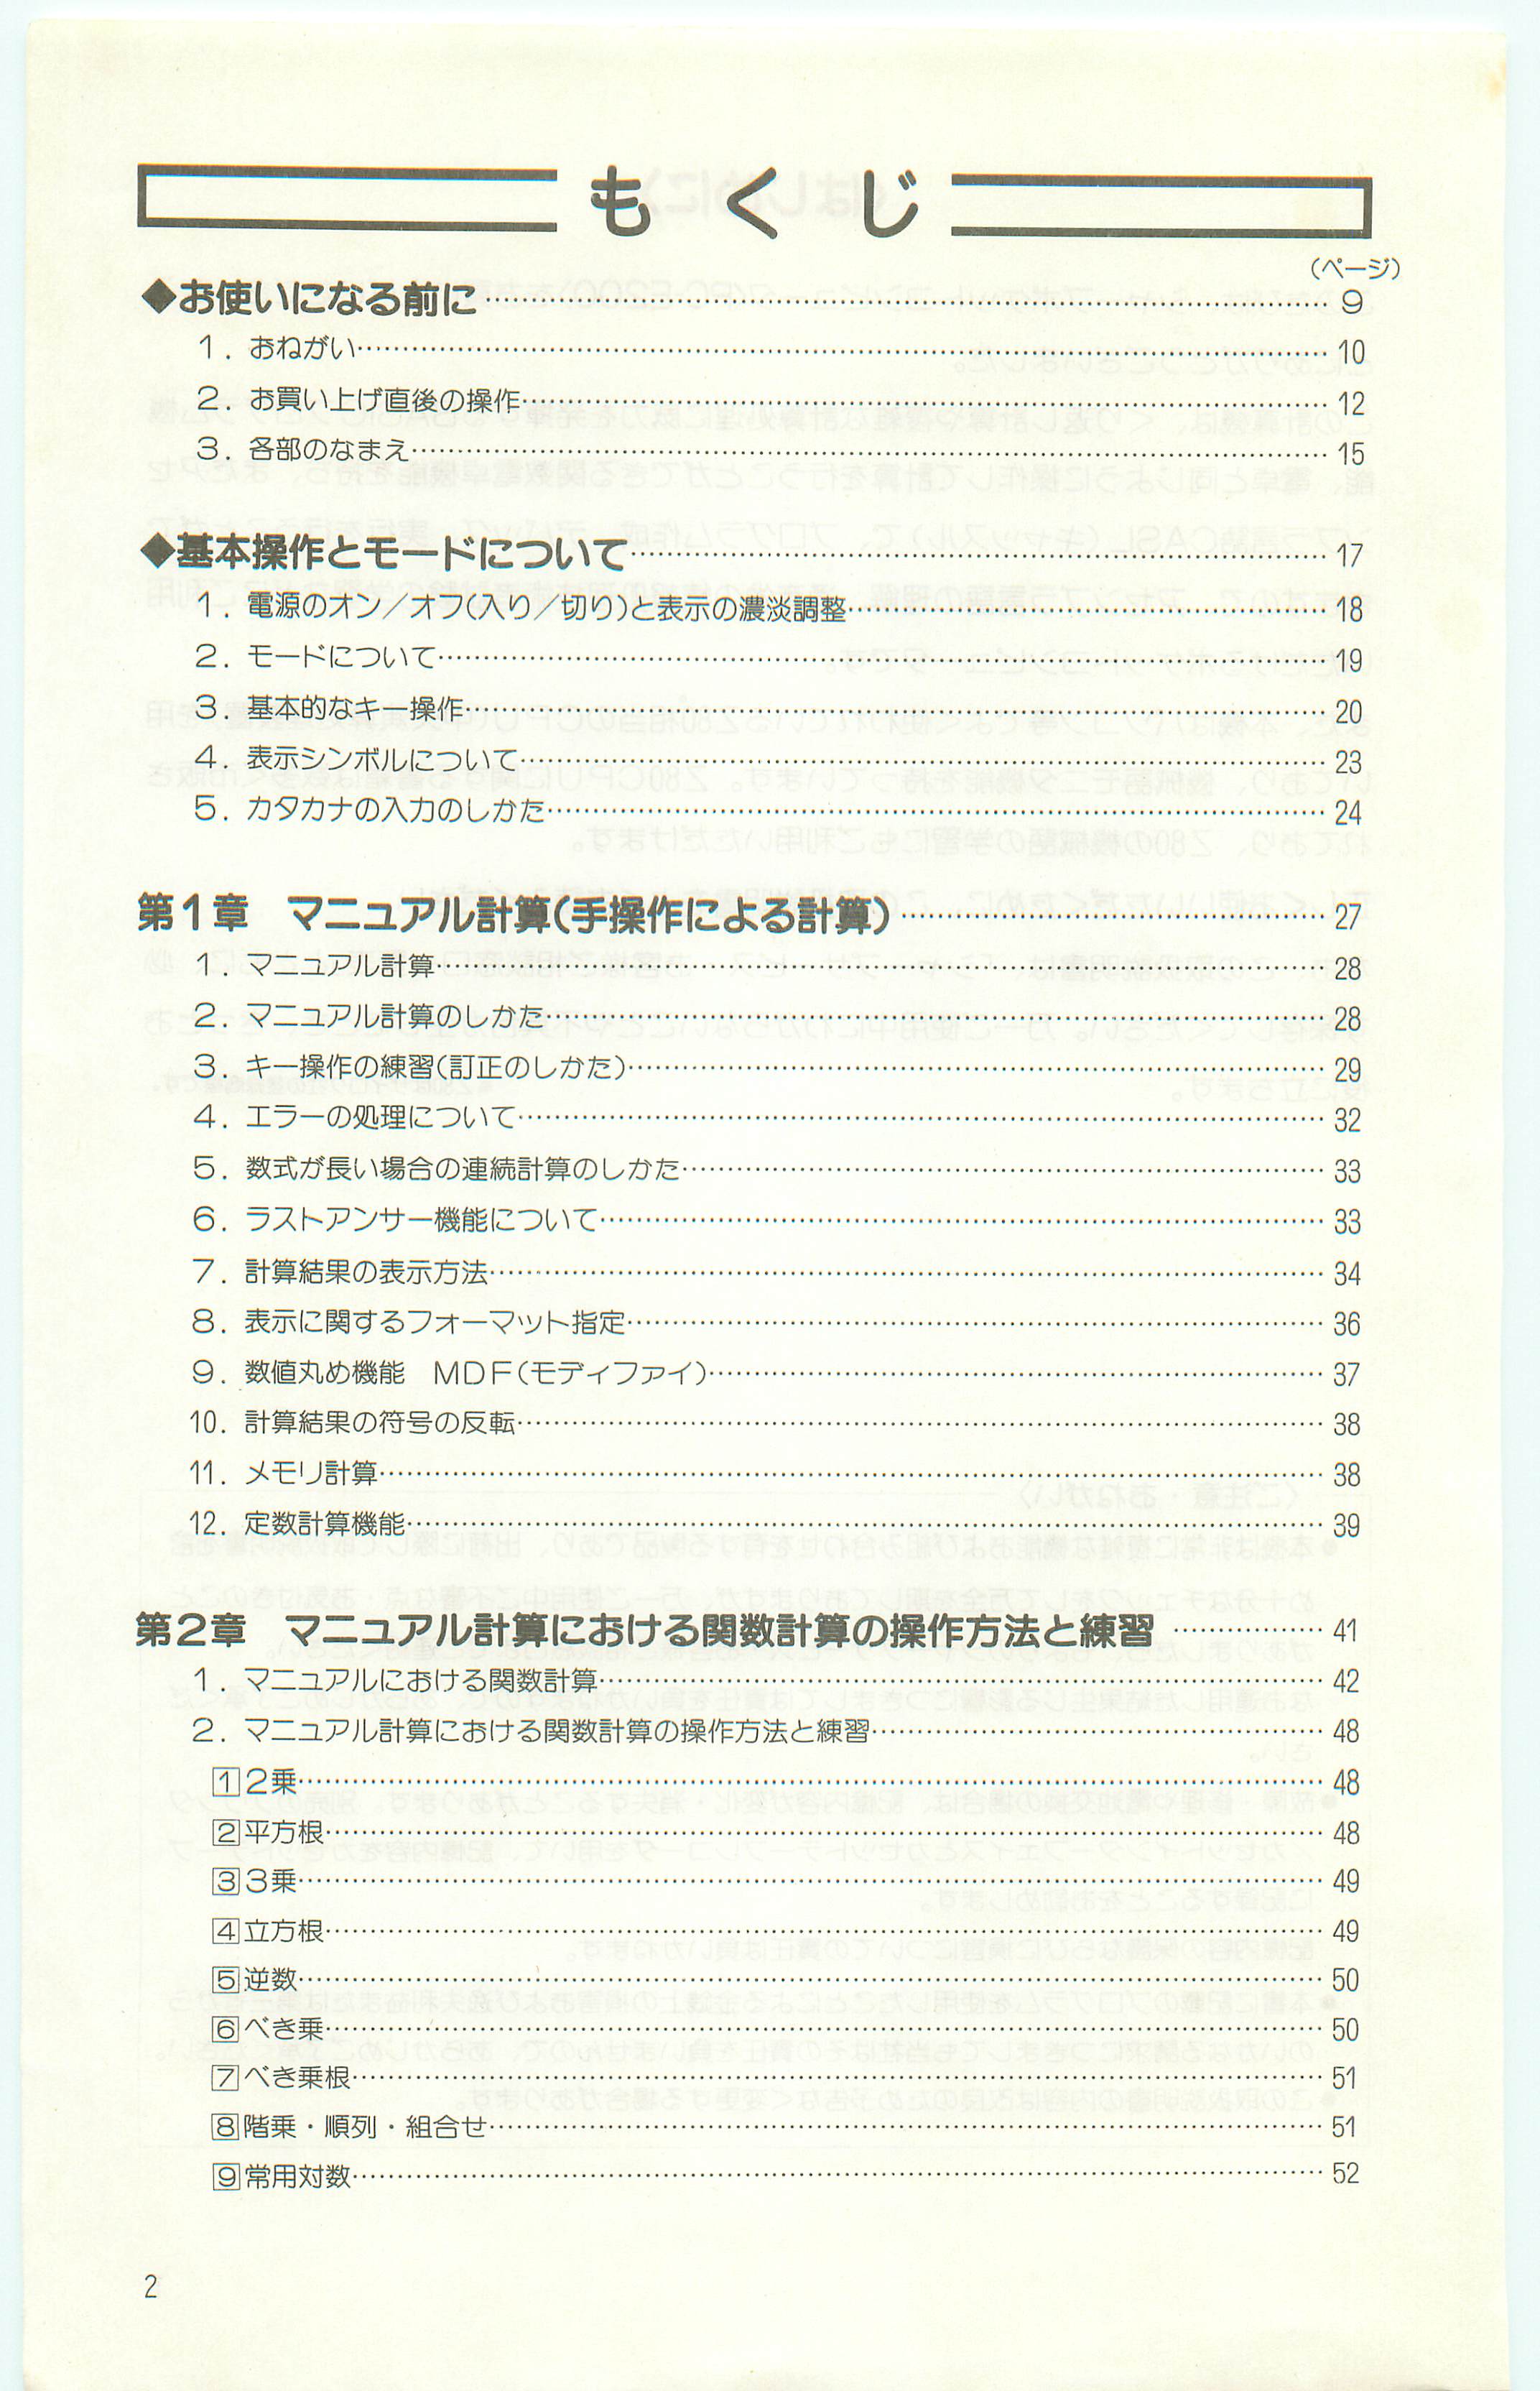 もくじ
(ページ)
◆お使いになる前に…… 9
1. おねがい…… 10
2. お買い上げ直後の操作…… 12
3. 各部のなまえ…… 15
◆基本操作とモードについて…… 17
1. 電源のオン/オフ(入り/切り)と表示の濃淡調整…… 18
2. モードについて…… 19
3. 基本的なキー操作…… 20
4. 表示シンボルについて…… 23
5. カタカナの入力のしかた…… 24
第1章 マニュアル計算(手操作による計算)…… 27
1. マニュアル計算…… 28
2. マニュアル計算のしかた…… 28
3. キー操作の練習(訂正のしかた)…… 29
4. エラーの処理について…… 32
5. 数式が長い場合の連続計算のしかた…… 33
6. ラストアンサー機能について…… 33
7. 計算結果の表示方法…… 34
8. 表示に関するフォーマット指定…… 36
9. 数値丸め機能 MDF(モディファイ)…… 37
10. 計算結果の符号の反転…… 38
11. メモリ計算…… 38
12. 定数計算機能…… 39
第2章 マニュアル計算における関数計算の操作方法と練習…… 41
1. マニュアルにおける関数計算…… 42
2. マニュアル計算における関数計算の操作方法と練習…… 48
1 2乗…… 48
2 平方根…… 48
3 3乗…… 49
4 立方根…… 49
5 逆数…… 50
6 べき乗…… 50
7 べき乗根…… 51
8 階乗・順列・組合せ…… 51
9 常用対数…… 52
2